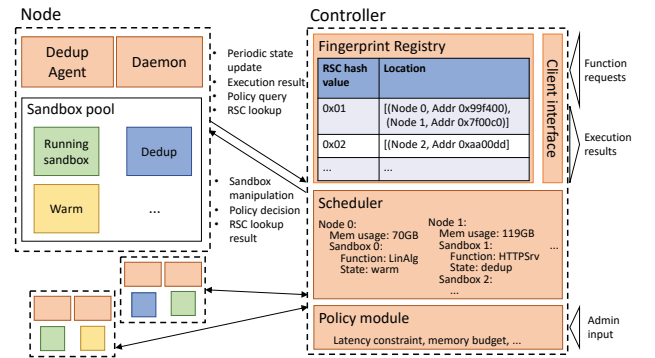 Node
Dedup
Agent
Daemon
Sandbox pool
Running
sandbox
Dedup
Warm
...
• Periodic state
update
• Execution result
• Policy query
• RSC lookup
• Sandbox
manipulation
• Policy decision
• RSC lookup
result
Controller
Fingerprint Registry
RSC hash
value
Location
0x01
[(Node 0, Addr 0x99f400),
(Node 1, Addr 0x7f00c0)]
0x02
[(Node 2, Addr 0xaa00dd]
...
...
Client interface
Scheduler
Node 0:
Mem usage: 70GB
Sandbox 0:
Function: LinAlg
State: warm
Node 1:
Mem usage: 119GB
Sandbox 1:
Function: HTTPSrv
State: dedup
Sandbox 2:
...
...
Policy module
Latency constraint, memory budget, ...
Function
requests
Execution
results
Admin
input